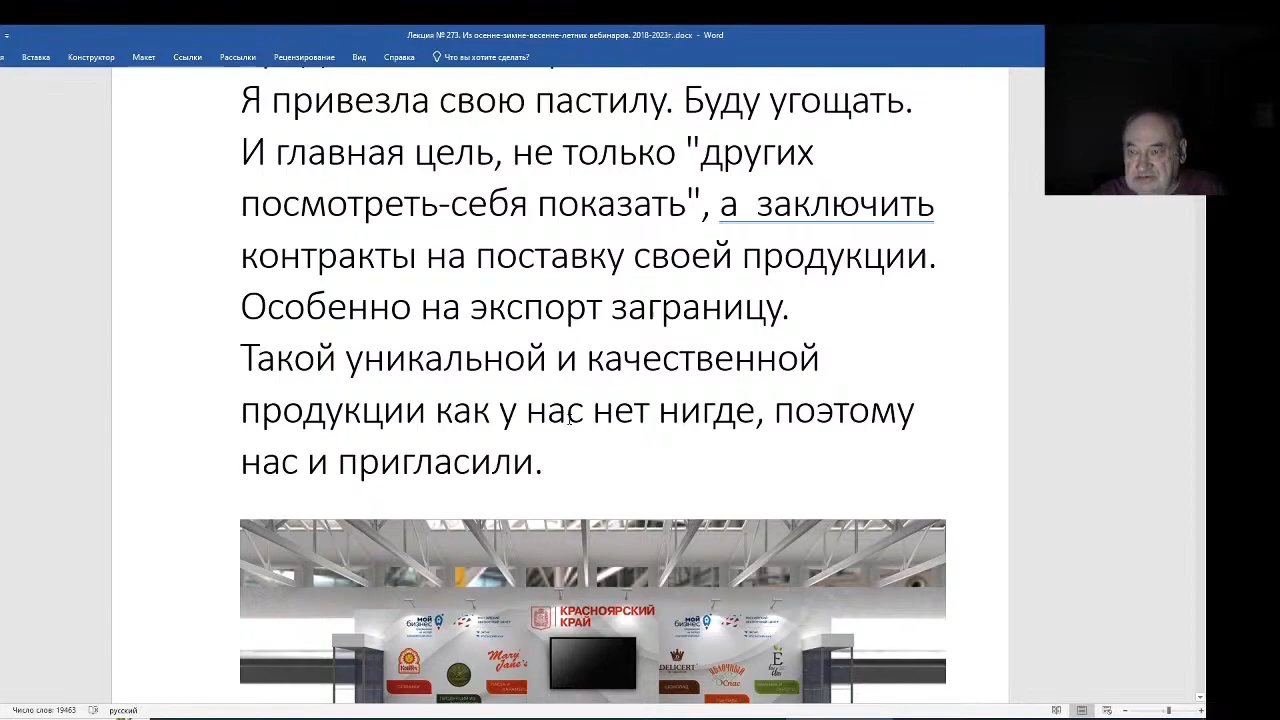 Лекция № 273. Из осенне-зимне-весенне-летних вебинаров. 2018-2023г..docx - Word
Вставка Конструктор Макет Ссылки Рассылки Рецензирование Вид Справка Что вы хотите сделать?
Я привезла свою пастилу. Буду угощать.
И главная цель, не только "других
посмотреть-себя показать", а заключить
контракты на поставку своей продукции.
Особенно на экспорт заграницу.
Такой уникальной и качественной
продукции как у нас нет нигде, поэтому
нас и пригласили.
КРАСНОЯРСКИЙ
КРАЙ
мой
бизнес
мой
бизнес
Mary
Jane's
DELICERT
ЯБЛОЧНЫЙ
Спас
Число слов: 19463 русский